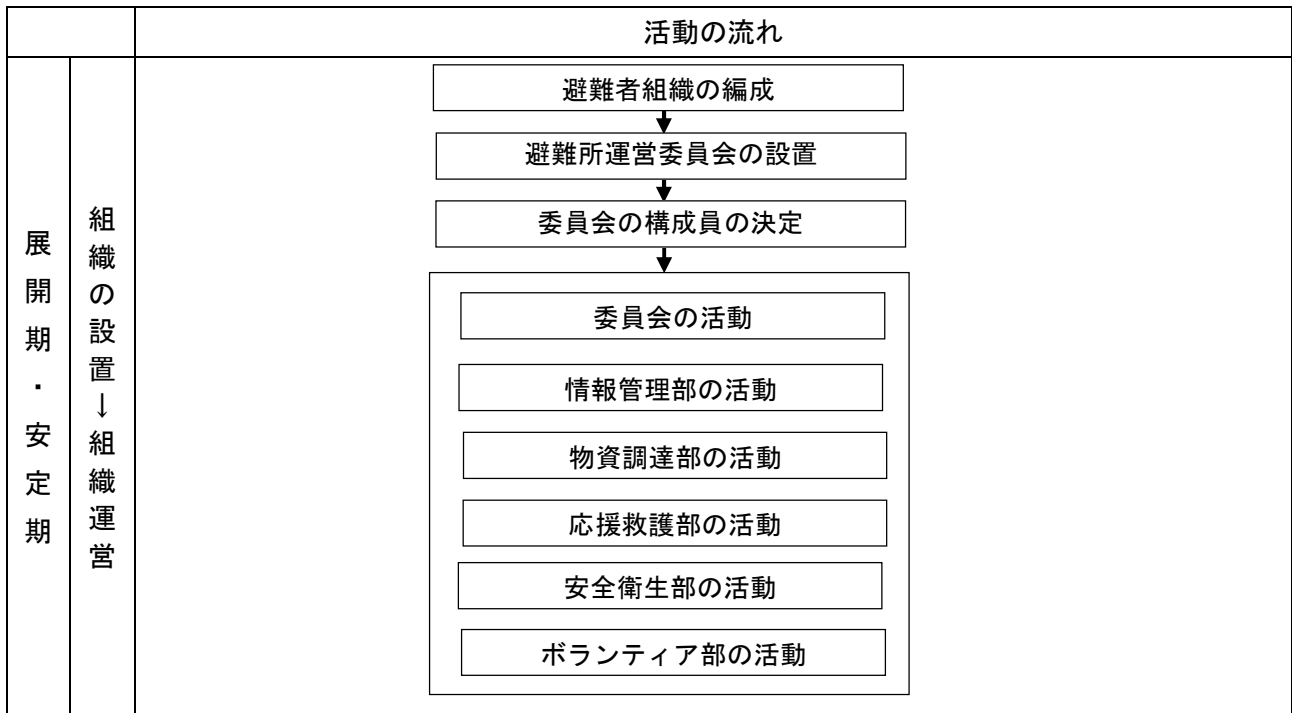 活動の流れ
展開期・安定期
組織の設置→組織運営
避難者組織の編成
避難所運営委員会の設置
委員会の構成員の決定
委員会の活動
情報管理部の活動
物資調達部の活動
応援救護部の活動
安全衛生部の活動
ボランティア部の活動